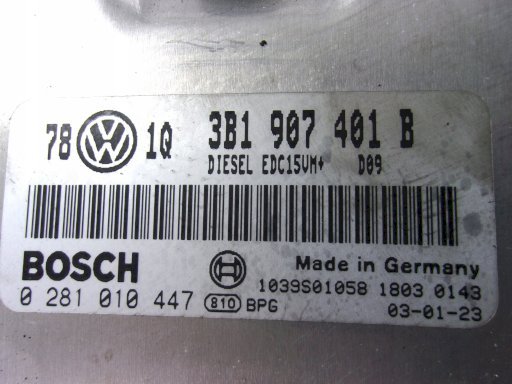 78 VW 1Q 3B1 907 401 B
DIESEL EDC15VM+ D09
BOSCH
Made in Germany
0 281 010 447 810 BPG
1039S01058 1803 0143
03-01-23